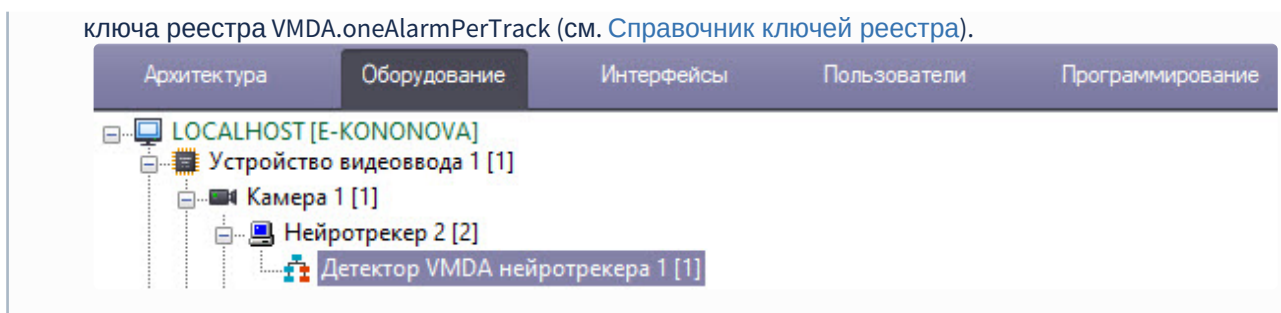 ключа реестра VMDA.oneAlarmPerTrack (см. Справочник ключей реестра).
Архитектура Оборудование Интерфейсы Пользователи Программирование
LOCALHOST [E-KONONOVA]
Устройство видеоввода 1 [1]
Камера 1 [1]
Нейротрекер 2 [2]
Детектор VMDA нейротрекера 1 [1]